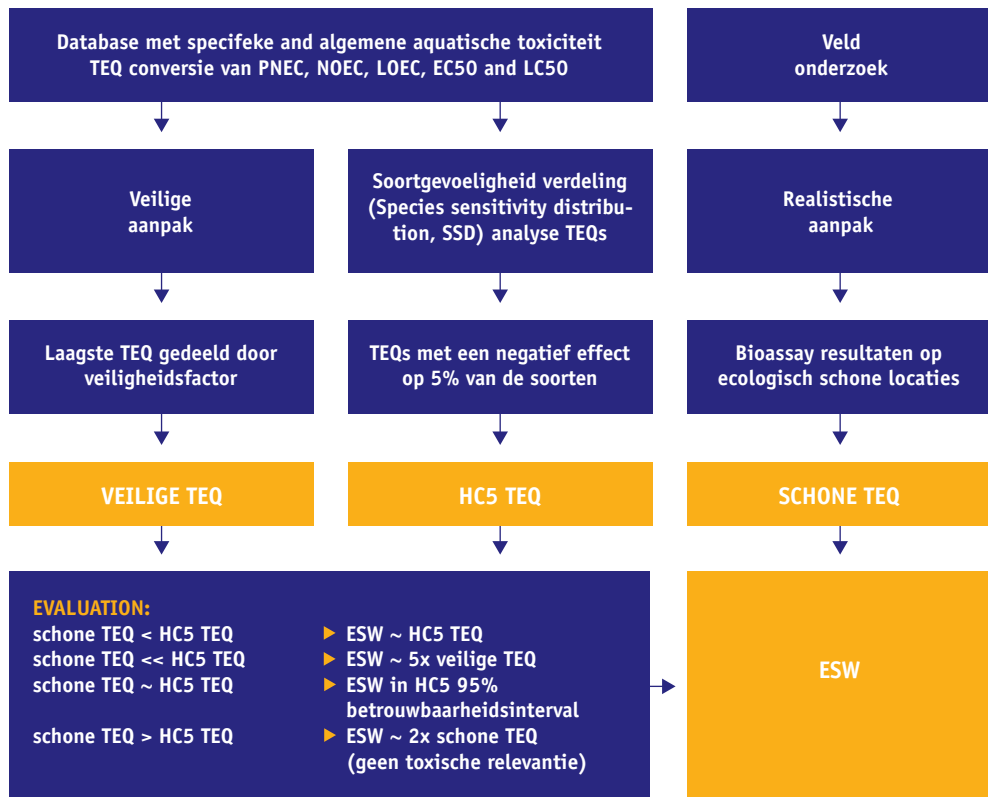 Database met specifeke and algemene aquatische toxiciteit
TEQ conversie van PNEC, NOEC, LOEC, EC50 and LC50
Veld
onderzoek
Veilige
aanpak
Soortgevoeligheid verdeling
(Species sensitivity distribu-
tion, SSD) analyse TEQs
Realistische
aanpak
Laagste TEQ gedeeld door
veiligheidsfactor
TEQs met een negatief effect
op 5% van de soorten
Bioassay resultaten op
ecologisch schone locaties
VEILIGE TEQ
HC5 TEQ
SCHONE TEQ
EVALUATION:
schone TEQ < HC5 TEQ ▶ ESW ~ HC5 TEQ
schone TEQ << HC5 TEQ ▶ ESW ~ 5x veilige TEQ
schone TEQ ~ HC5 TEQ ▶ ESW in HC5 95%
betrouwbaarheidsinterval
schone TEQ > HC5 TEQ ▶ ESW ~ 2x schone TEQ
(geen toxische relevantie)
ESW